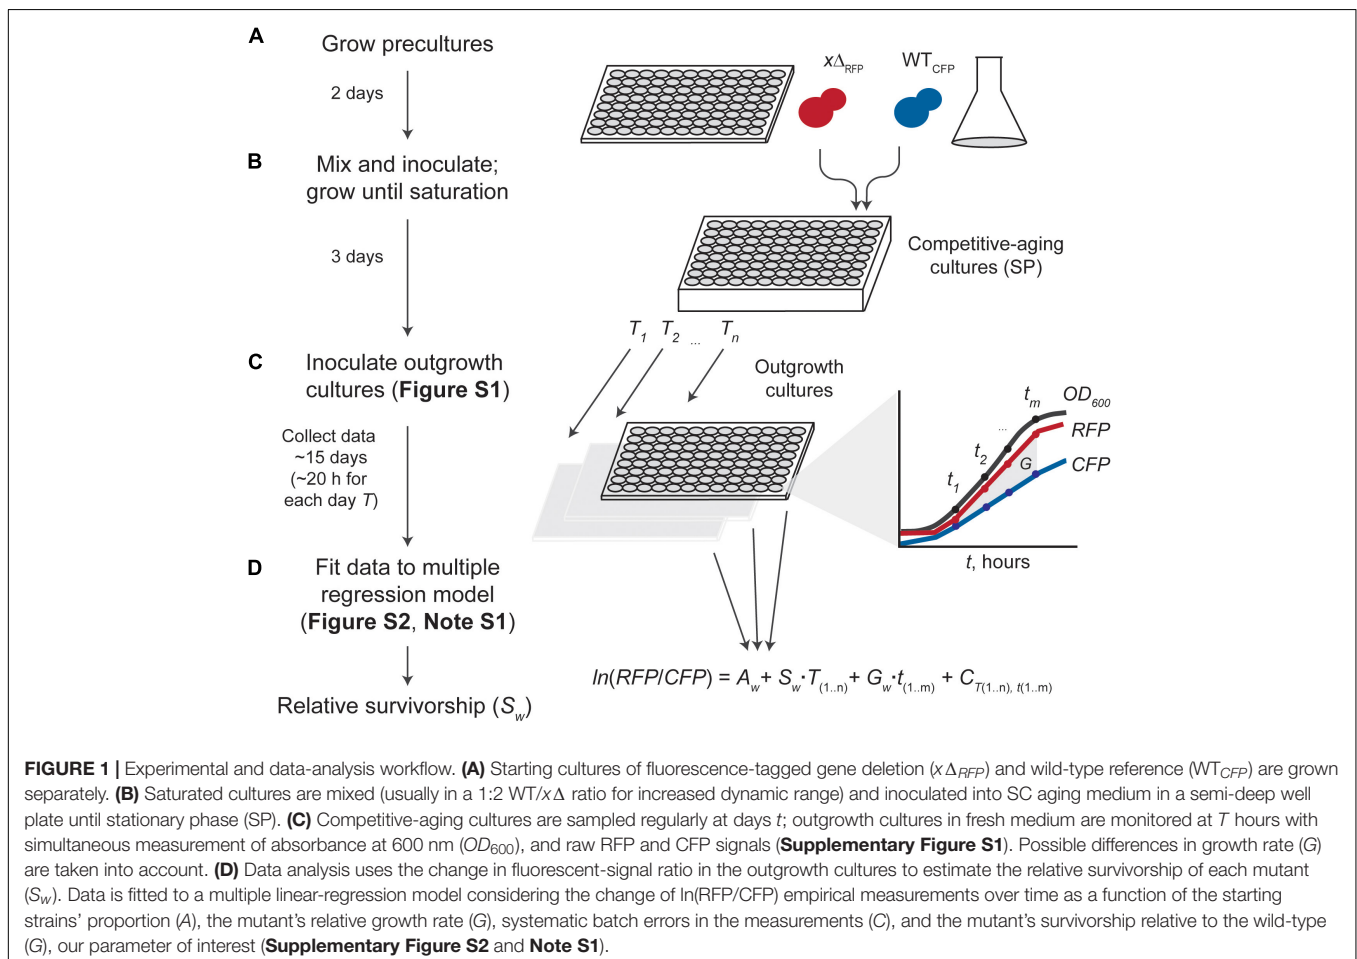 A
Grow precultures
2 days
B
Mix and inoculate;
grow until saturation
3 days
C
Inoculate outgrowth
cultures (Figure S1)
Collect data
~15 days
(~20 h for
each day T)
D
Fit data to multiple
regression model
(Figure S2, Note S1)
Relative survivorship (Sw)
xΔRFP
WTCFP
Competitive-aging
cultures (SP)
T1 T2 ... Tn
Outgrowth
cultures
t1
t2
...
tm
OD600
RFP
G
CFP
t, hours
ln(RFP/CFP) = Aw+ Sw·T(1..n)+ Gw·t(1..m) + CT(1..n), t(1..m)
FIGURE 1 | Experimental and data-analysis workflow. (A) Starting cultures of fluorescence-tagged gene deletion (xΔRFP) and wild-type reference (WTCFP) are grown
separately. (B) Saturated cultures are mixed (usually in a 1:2 WT/xΔ ratio for increased dynamic range) and inoculated into SC aging medium in a semi-deep well
plate until stationary phase (SP). (C) Competitive-aging cultures are sampled regularly at days t; outgrowth cultures in fresh medium are monitored at T hours with
simultaneous measurement of absorbance at 600 nm (OD600), and raw RFP and CFP signals (Supplementary Figure S1). Possible differences in growth rate (G)
are taken into account. (D) Data analysis uses the change in fluorescent-signal ratio in the outgrowth cultures to estimate the relative survivorship of each mutant
(Sw). Data is fitted to a multiple linear-regression model considering the change of ln(RFP/CFP) empirical measurements over time as a function of the starting
strains' proportion (A), the mutant's relative growth rate (G), systematic batch errors in the measurements (C), and the mutant's survivorship relative to the wild-type
(G), our parameter of interest (Supplementary Figure S2 and Note S1).